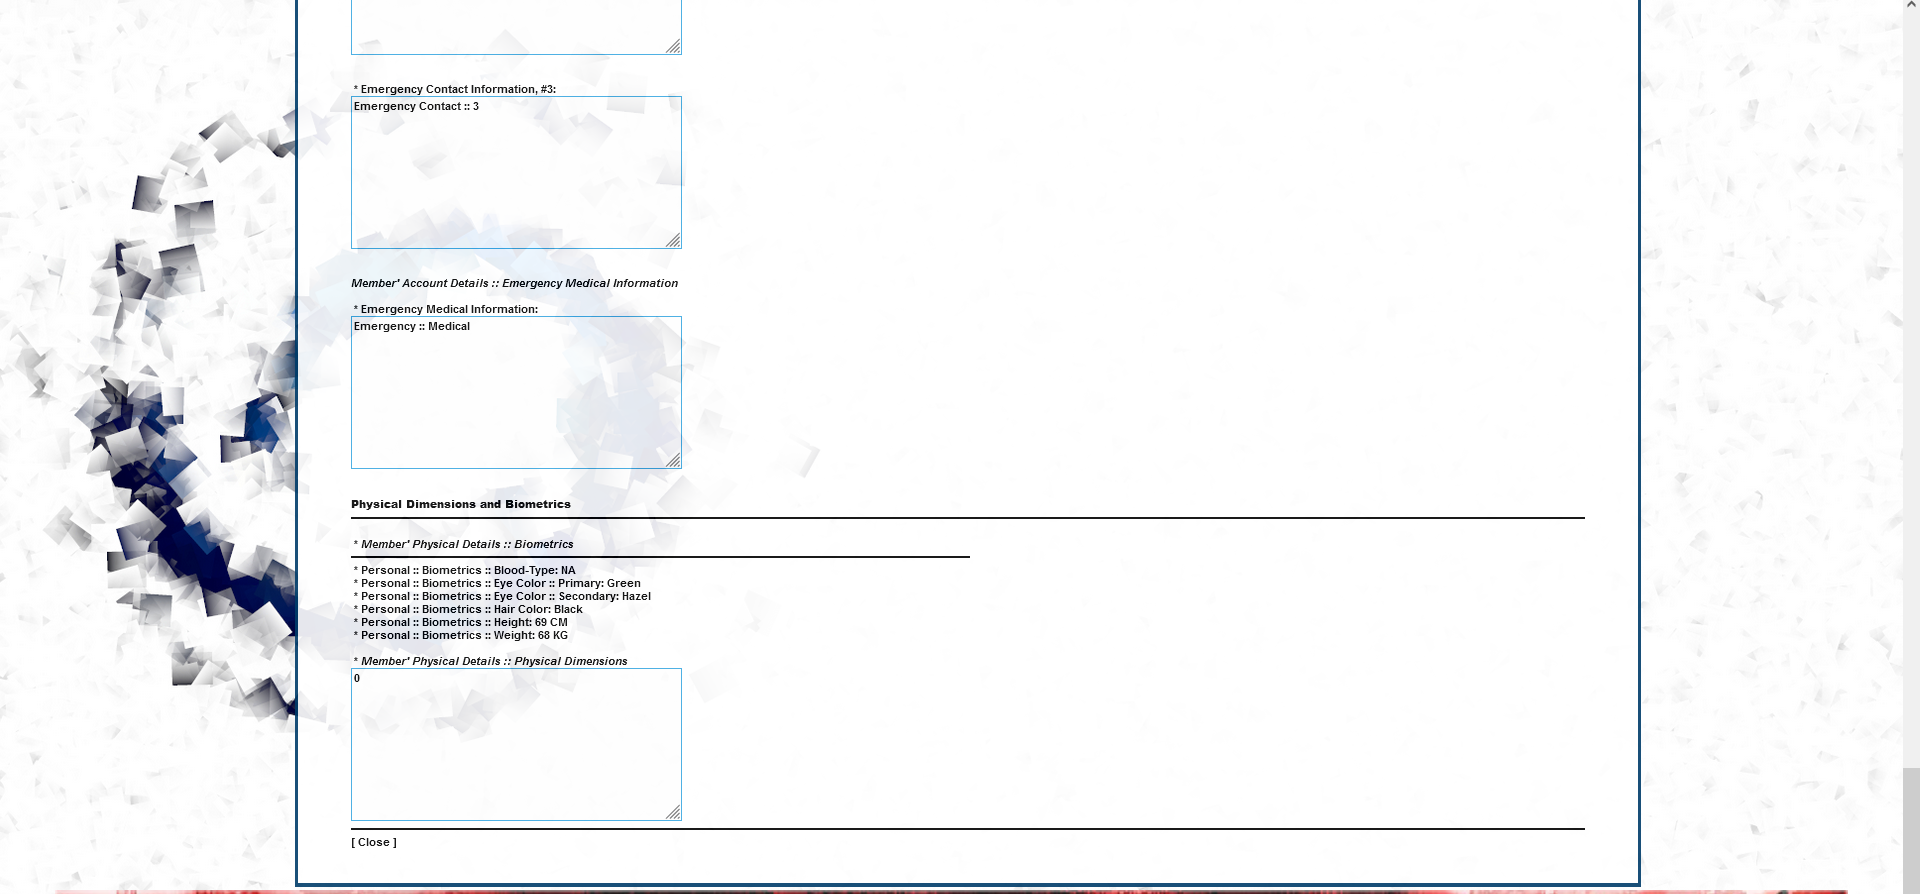 * Emergency Contact Information, #3:
Emergency Contact :: 3
Member' Account Details :: Emergency Medical Information
* Emergency Medical Information:
Emergency :: Medical
Physical Dimensions and Biometrics
* Member' Physical Details :: Biometrics
* Personal :: Biometrics :: Blood-Type: NA
* Personal :: Biometrics :: Eye Color :: Primary: Green
* Personal :: Biometrics :: Eye Color :: Secondary: Hazel
* Personal :: Biometrics :: Hair Color: Black
* Personal :: Biometrics :: Height: 69 CM
* Personal :: Biometrics :: Weight: 68 KG
* Member' Physical Details :: Physical Dimensions
0
[ Close ]